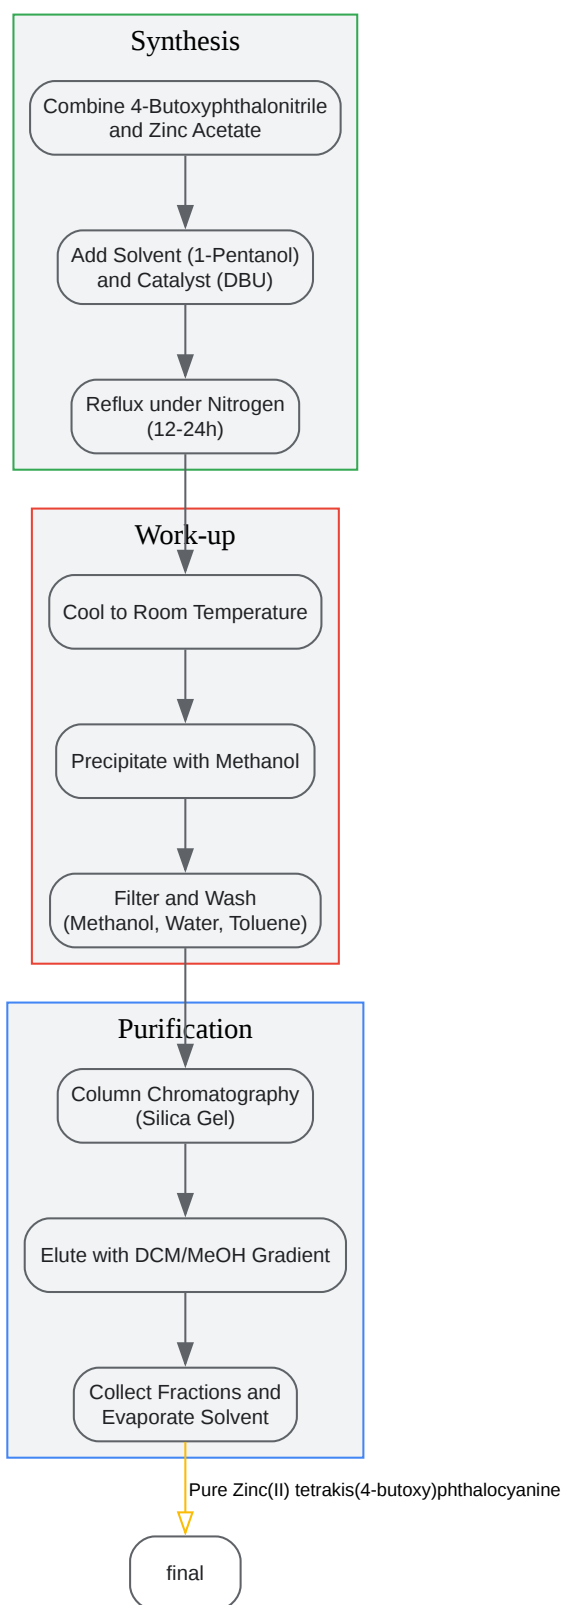 Synthesis
Combine 4-Butoxyphthalonitrile
and Zinc Acetate
Add Solvent (1-Pentanol)
and Catalyst (DBU)
Reflux under Nitrogen
(12-24h)
Work-up
Cool to Room Temperature
Precipitate with Methanol
Filter and Wash
(Methanol, Water, Toluene)
Purification
Column Chromatography
(Silica Gel)
Elute with DCM/MeOH Gradient
Collect Fractions and
Evaporate Solvent
Pure Zinc(II) tetrakis(4-butoxy)phthalocyanine
final